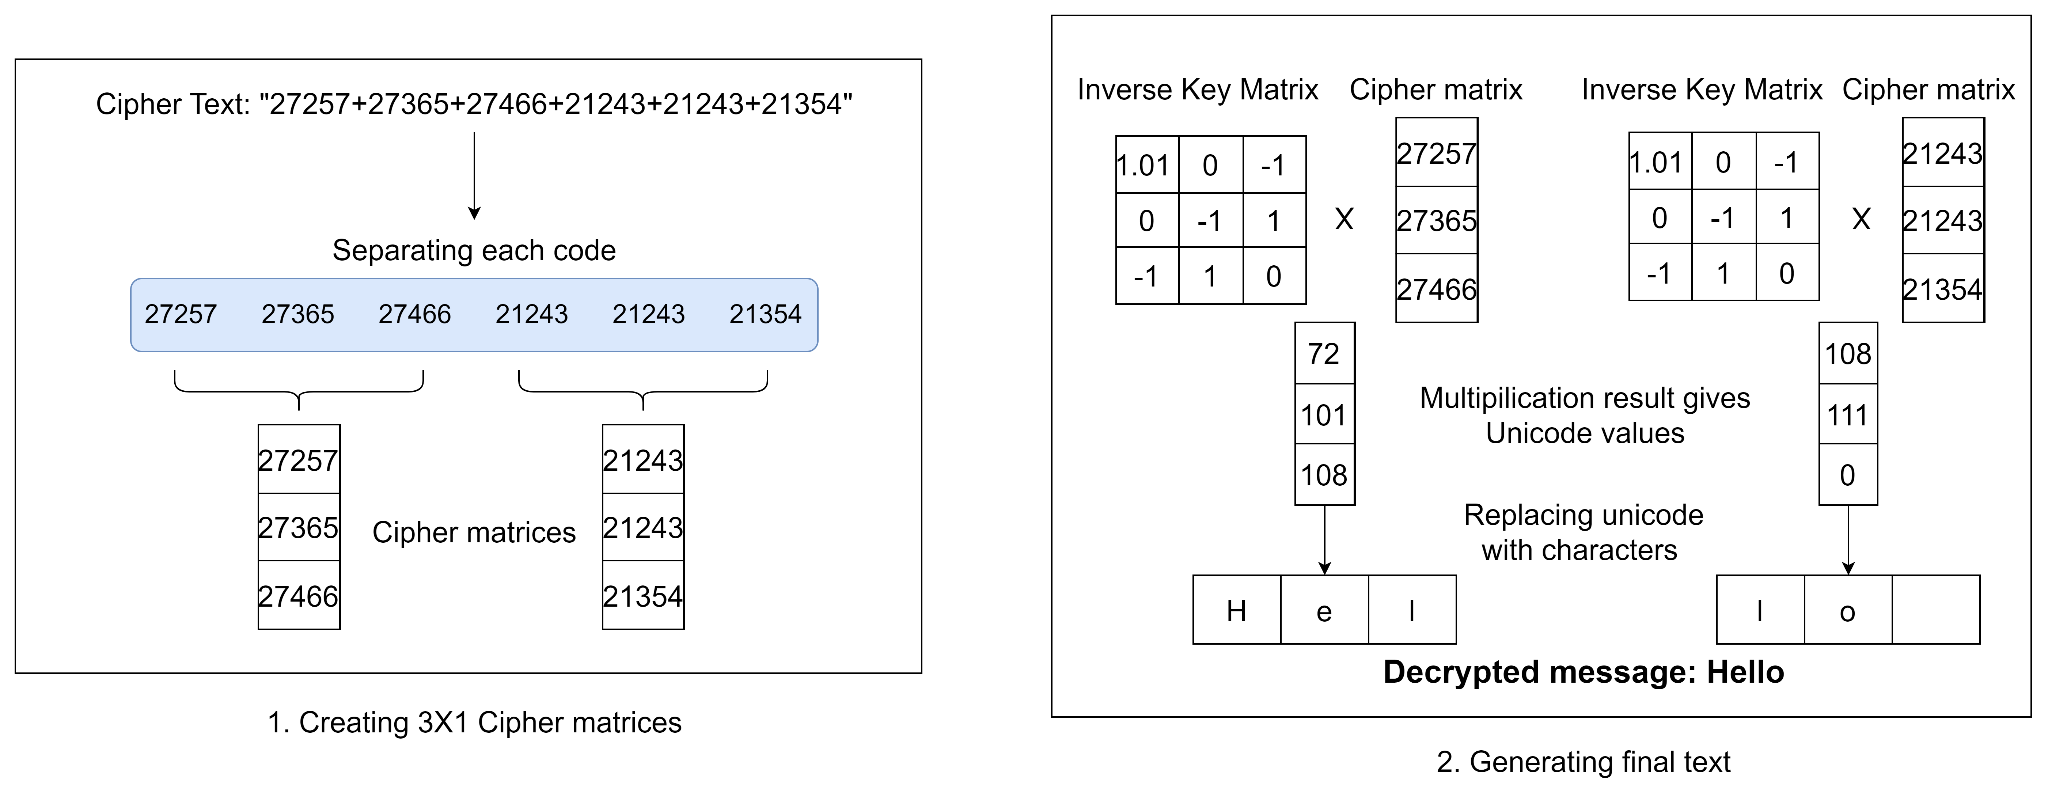 Cipher Text: "27257+27365+27466+21243+21243+21354"
Separating each code
27257 27365 27466 21243 21243 21354
27257
27365
27466
Cipher matrices
21243
21243
21354
1. Creating 3X1 Cipher matrices
Inverse Key Matrix Cipher matrix
1.01 0 -1
0 -1 1
-1 1 0
X
27257
27365
27466
72
101
108
Inverse Key Matrix Cipher matrix
1.01 0 -1
0 -1 1
-1 1 0
X
21243
21243
21354
108
111
0
Multipilication result gives
Unicode values
Replacing unicode
with characters
H e l
l o
Decrypted message: Hello
2. Generating final text